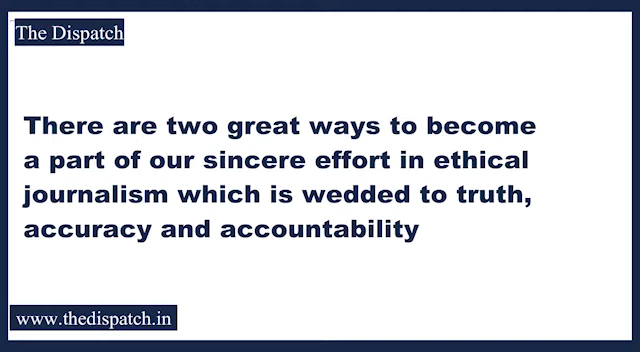 The Dispatch
There are two great ways to become
a part of our sincere effort in ethical
journalism which is wedded to truth,
accuracy and accountability
www.thedispatch.in